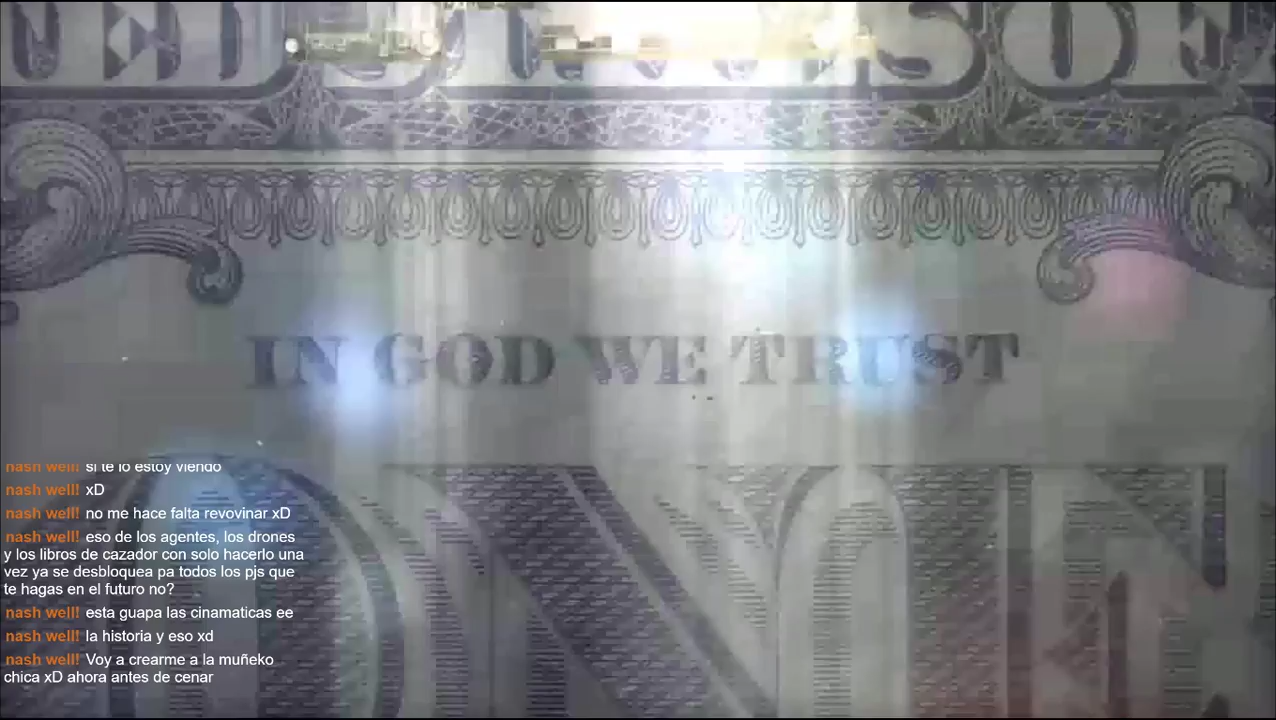 IN GOD WE TRUST
ONE
nash well! si te lo estoy viendo
nash well! xD
nash well! no me hace falta revovinar xD
nash well! eso de los agentes, los drones
y los libros de cazador con solo hacerlo una
vez ya se desbloquea pa todos los pjs que
te hagas en el futuro no?
nash well! esta guapa las cinamaticas ee
nash well! la historia y eso xd
nash well! Voy a crearme a la muñeko
chica xD ahora antes de cenar